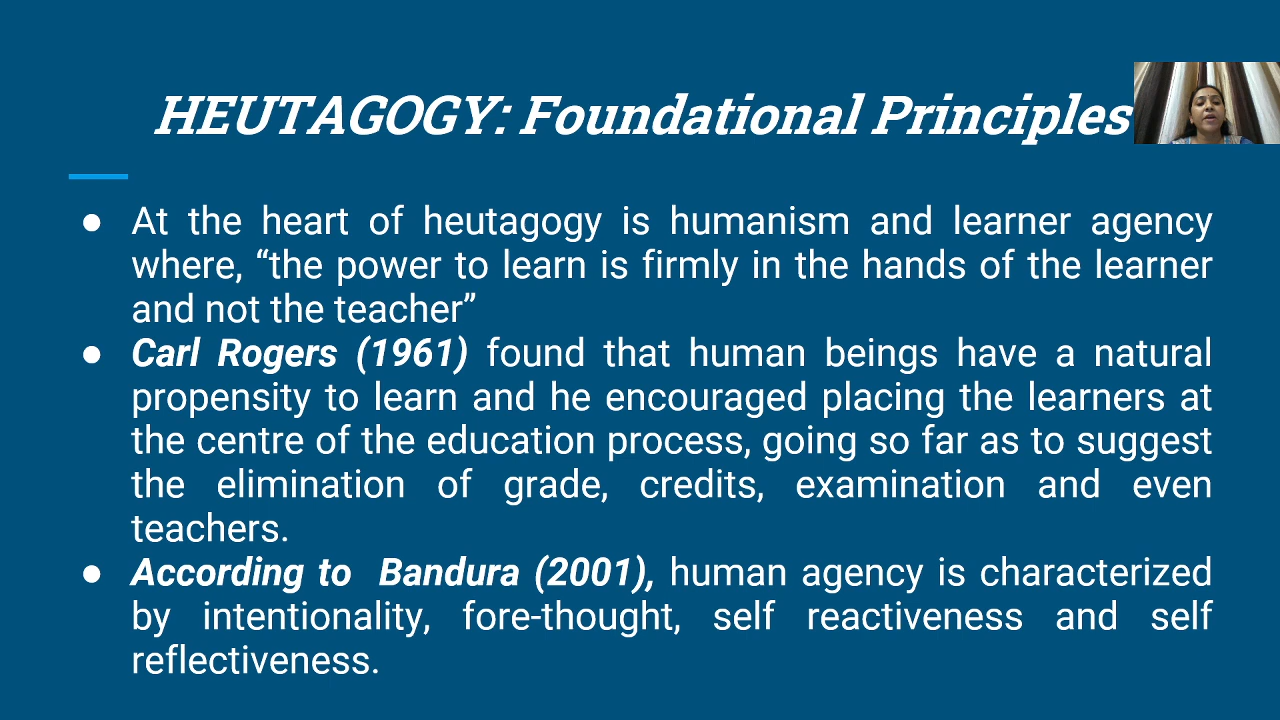 HEUTAGOGY: Foundational Principles
● At the heart of heutagogy is humanism and learner agency
where, “the power to learn is firmly in the hands of the learner
and not the teacher”
● Carl Rogers (1961) found that human beings have a natural
propensity to learn and he encouraged placing the learners at
the centre of the education process, going so far as to suggest
the elimination of grade, credits, examination and even
teachers.
● According to Bandura (2001), human agency is characterized
by intentionality, fore-thought, self reactiveness and self
reflectiveness.